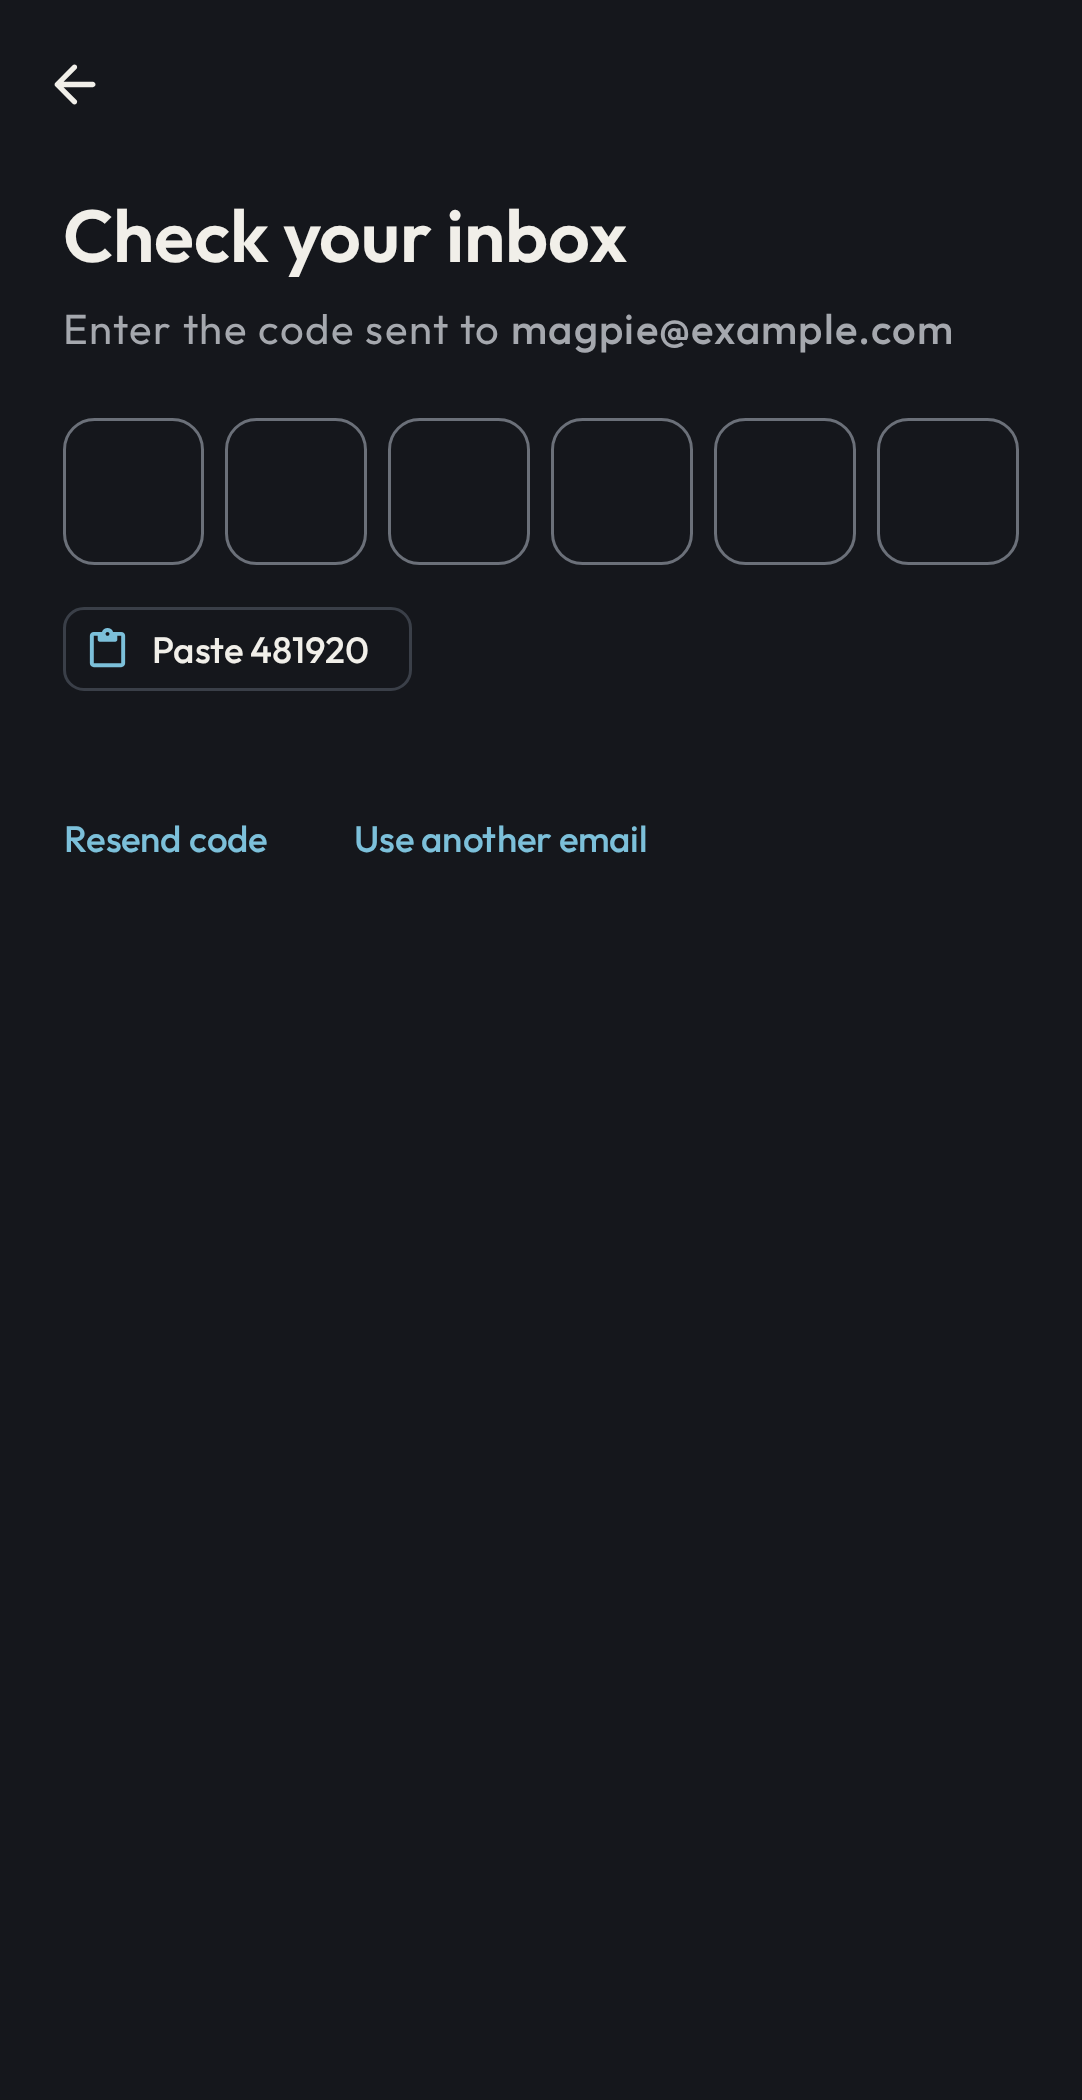 Check your inbox
Enter the code sent to magpie@example.com
Paste 481920
Resend code Use another email